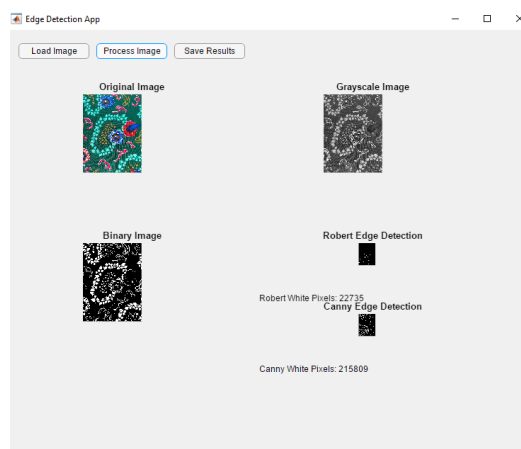 Edge Detection App
Load Image Process Image Save Results
Original Image Grayscale Image
Binary Image Robert Edge Detection
Robert White Pixels: 22735
Canny Edge Detection
Canny White Pixels: 215809